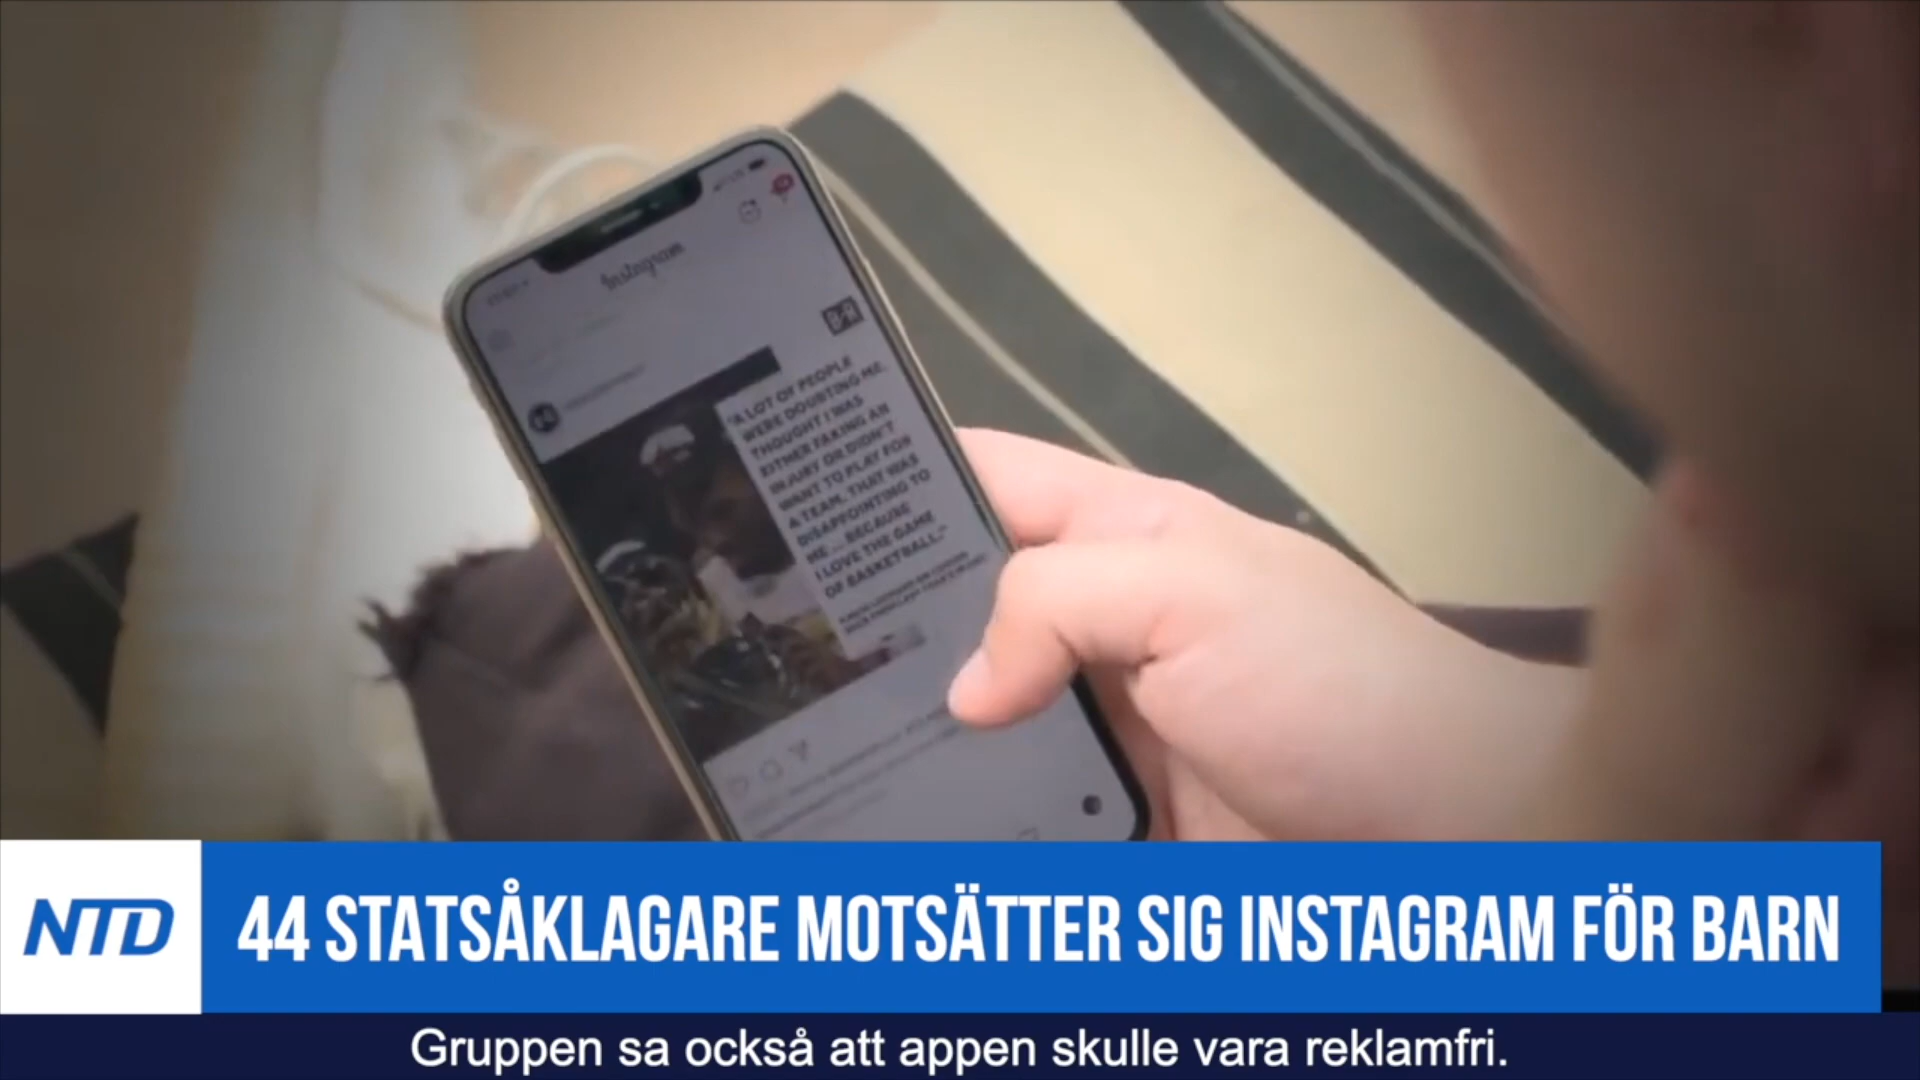 Instagram
B-R
"A LOT OF PEOPLE
WERE DOUBTING ME,
THOUGHT I WAS
EITHER FAKING AN
INJURY OR DIDN'T
WANT TO PLAY FOR
A TEAM. THAT WAS
DISAPPOINTING TO
ME ... BECAUSE
I LOVE THE GAME
OF BASKETBALL."
NTD
44 STATSÅKLAGARE MOTSÄTTER SIG INSTAGRAM FÖR BARN
Gruppen sa också att appen skulle vara reklamfri.